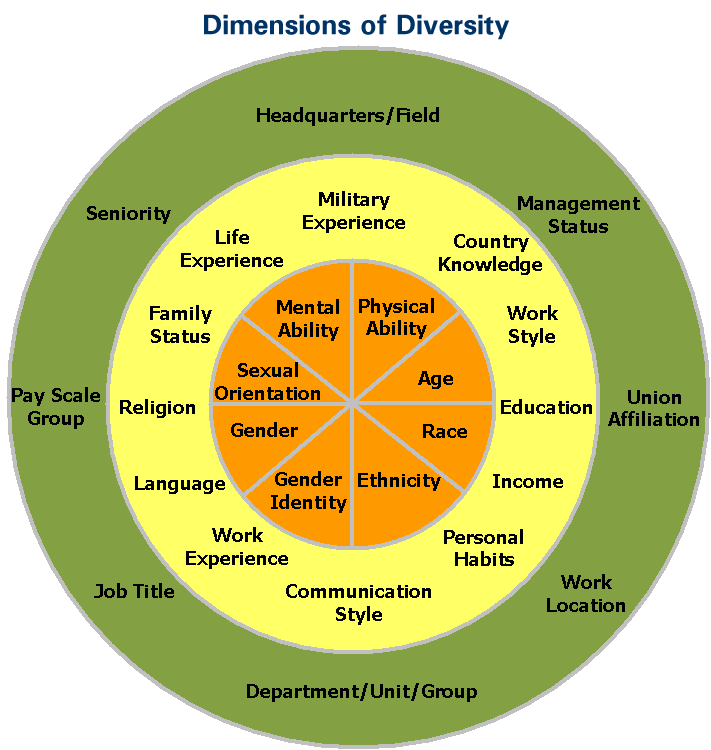 Dimensions of Diversity
Headquarters/Field
Seniority
Management
Status
Pay Scale
Group
Union
Affiliation
Job Title
Work
Location
Department/Unit/Group
Military
Experience
Life
Experience
Country
Knowledge
Family
Status
Work
Style
Religion
Education
Language
Income
Work
Experience
Personal
Habits
Communication
Style
Mental
Ability
Physical
Ability
Sexual
Orientation
Age
Gender
Race
Gender
Identity
Ethnicity